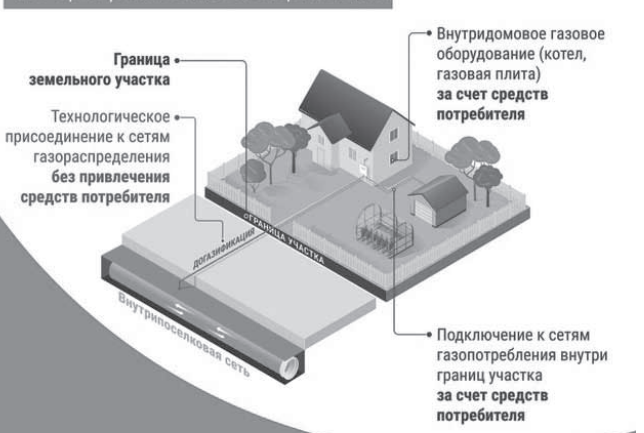 Граница
земельного участка
Технологическое
присоединение к сетям
газораспределения
без привлечения
средств потребителя
Внутридомовое газовое
оборудование (котел,
газовая плита)
за счет средств
потребителя
ГРАНИЦА УЧАСТКА
ДОГАЗИФИКАЦИЯ
Внутрипоселковая сеть
Подключение к сетям
газопотребления внутри
границ участка
за счет средств
потребителя